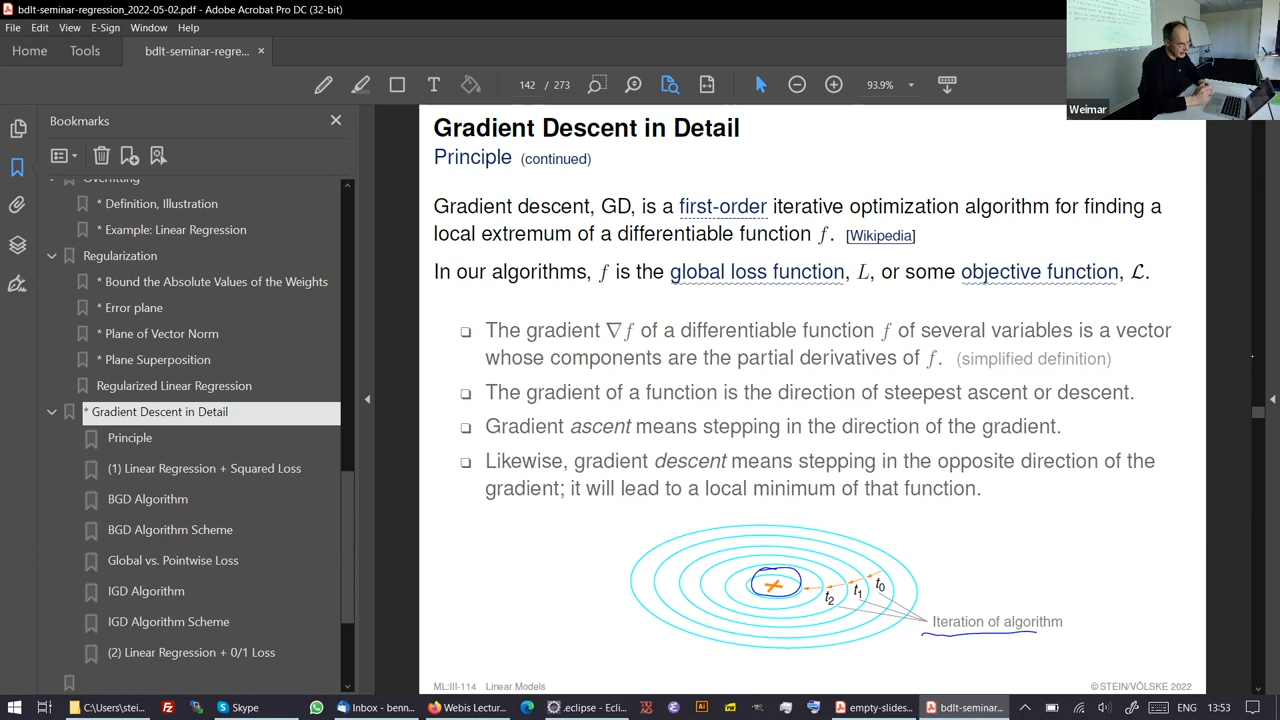 bdlt-seminar-regression_2022-05-02.pdf - Adobe Acrobat Pro DC (32-bit)
File Edit View E-Sign Window Help
Home Tools bdlt-seminar-regre... ×
142 / 273 93.9%
Weimar
Bookmarks
Overfitting
* Definition, Illustration
* Example: Linear Regression
Regularization
* Bound the Absolute Values of the Weights
* Error plane
* Plane of Vector Norm
* Plane Superposition
Regularized Linear Regression
* Gradient Descent in Detail
Principle
(1) Linear Regression + Squared Loss
BGD Algorithm
BGD Algorithm Scheme
Global vs. Pointwise Loss
IGD Algorithm
IGD Algorithm Scheme
(2) Linear Regression + 0/1 Loss
Gradient Descent in Detail
Principle (continued)
Gradient descent, GD, is a first-order iterative optimization algorithm for finding a
local extremum of a differentiable function f. [Wikipedia]
In our algorithms, f is the global loss function, L, or some objective function, ℒ.
❑ The gradient ∇f of a differentiable function f of several variables is a vector
whose components are the partial derivatives of f. (simplified definition)
❑ The gradient of a function is the direction of steepest ascent or descent.
❑ Gradient ascent means stepping in the direction of the gradient.
❑ Likewise, gradient descent means stepping in the opposite direction of the
gradient; it will lead to a local minimum of that function.
t2 t1 t0
Iteration of algorithm
ML:III-114 Linear Models ©STEIN/VÖLSKE 2022
C:\Users\stei... Skype Inbox - benn... Webis Lectur... .eclipse - Ecli... empty-slides... bdlt-seminar... ENG 13:53